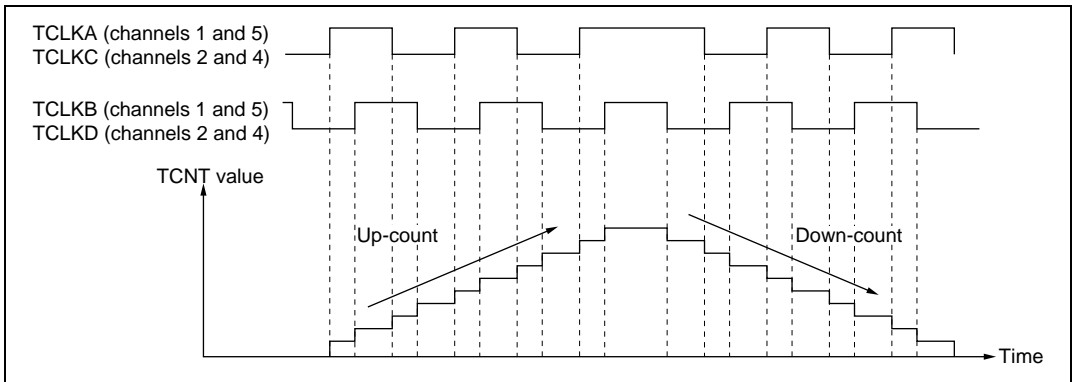 TCLKA (channels 1 and 5)
TCLKC (channels 2 and 4)
TCLKB (channels 1 and 5)
TCLKD (channels 2 and 4)
TCNT value
Up-count
Down-count
Time